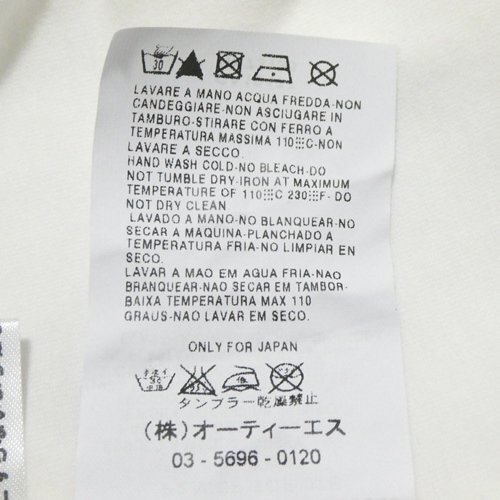 30
LAVARE A MANO ACQUA FREDDA-NON
CANDEGGIARE-NON ASCIUGARE IN
TAMBURO-STIRARE CON FERRO A
TEMPERATURA MASSIMA 110 C-NON
LAVARE A SECCO.
HAND WASH COLD-NO BLEACH-DO
NOT TUMBLE DRY-IRON AT MAXIMUM
TEMPERATURE OF 110 C 230 F- DO
NOT DRY CLEAN
LAVADO A MANO-NO BLANQUEAR-NO
SECAR A MAQUINA-PLANCHADO A
TEMPERATURA FRIA-NO LIMPIAR EN
SECO.
LAVAR A MAO EM AGUA FRIA-NAO
BRANQUEAR-NAO SECAR EM TAMBOR-
BAIXA TEMPERATURA MAX 110
GRAUS-NAO LAVAR EM SECO.
ONLY FOR JAPAN
タンブラー乾燥禁止
(株)オーティーエス
03 - 5696 - 0120